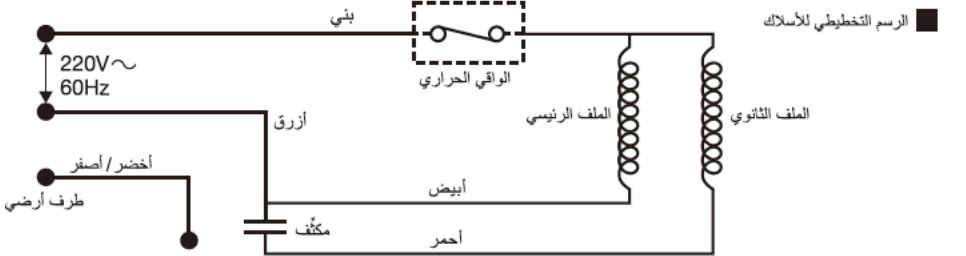 الرسم التخطيطي للأسلاك
بني
220V~
60Hz
الواقي الحراري
أزرق
الملف الرئيسي
الملف الثانوي
أخضر/أصفر
طرف أرضي
أبيض
مكثّف
أحمر